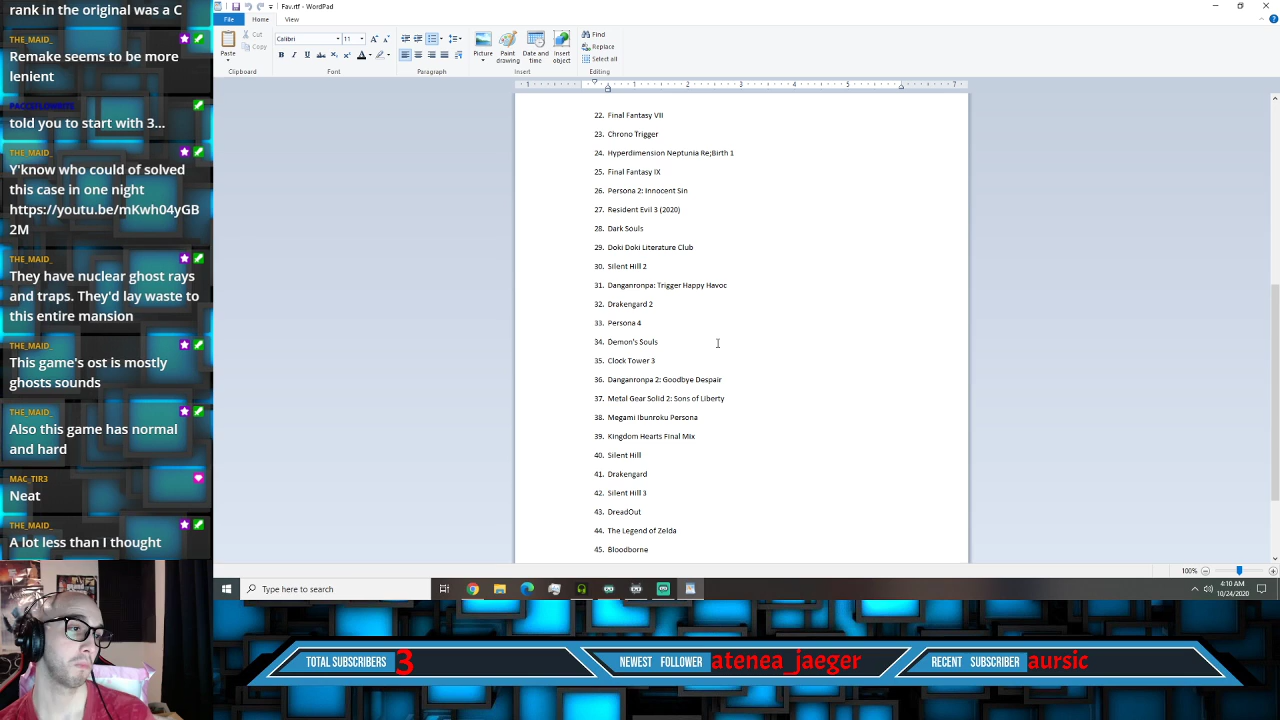 rank in the original was a C
THE_MAID_
Remake seems to be more
lenient
told you to start with 3...
THE_MAID_
Y'know who could of solved
this case in one night
https://youtu.be/mKwh04yGB
2M
THE_MAID_
They have nuclear ghost rays
and traps. They'd lay waste to
this entire mansion
THE_MAID_
This game's ost is mostly
ghosts sounds
THE_MAID_
Also this game has normal
and hard
MAC_TIR3
Neat
THE_MAID_
A lot less than I thought
Fav.rtf - WordPad
File Home View
Paste
Cut
Copy
Clipboard
Calibri 11
Font
Paragraph
Picture
Paint drawing
Date and time
Insert object
Insert
Find
Replace
Select all
Editing
1 1 2 3 4 5 7
22. Final Fantasy VII
23. Chrono Trigger
24. Hyperdimension Neptunia Re;Birth 1
25. Final Fantasy IX
26. Persona 2: Innocent Sin
27. Resident Evil 3 (2020)
28. Dark Souls
29. Doki Doki Literature Club
30. Silent Hill 2
31. Danganronpa: Trigger Happy Havoc
32. Drakengard 2
33. Persona 4
34. Demon's Souls
35. Clock Tower 3
36. Danganronpa 2: Goodbye Despair
37. Metal Gear Solid 2: Sons of Liberty
38. Megami Ibunroku Persona
39. Kingdom Hearts Final Mix
40. Silent Hill
41. Drakengard
42. Silent Hill 3
43. DreadOut
44. The Legend of Zelda
45. Bloodborne
100%
Type here to search
4:10 AM
10/24/2020
TOTAL SUBSCRIBERS 3
NEWEST FOLLOWER atenea_jaeger
RECENT SUBSCRIBER aursic